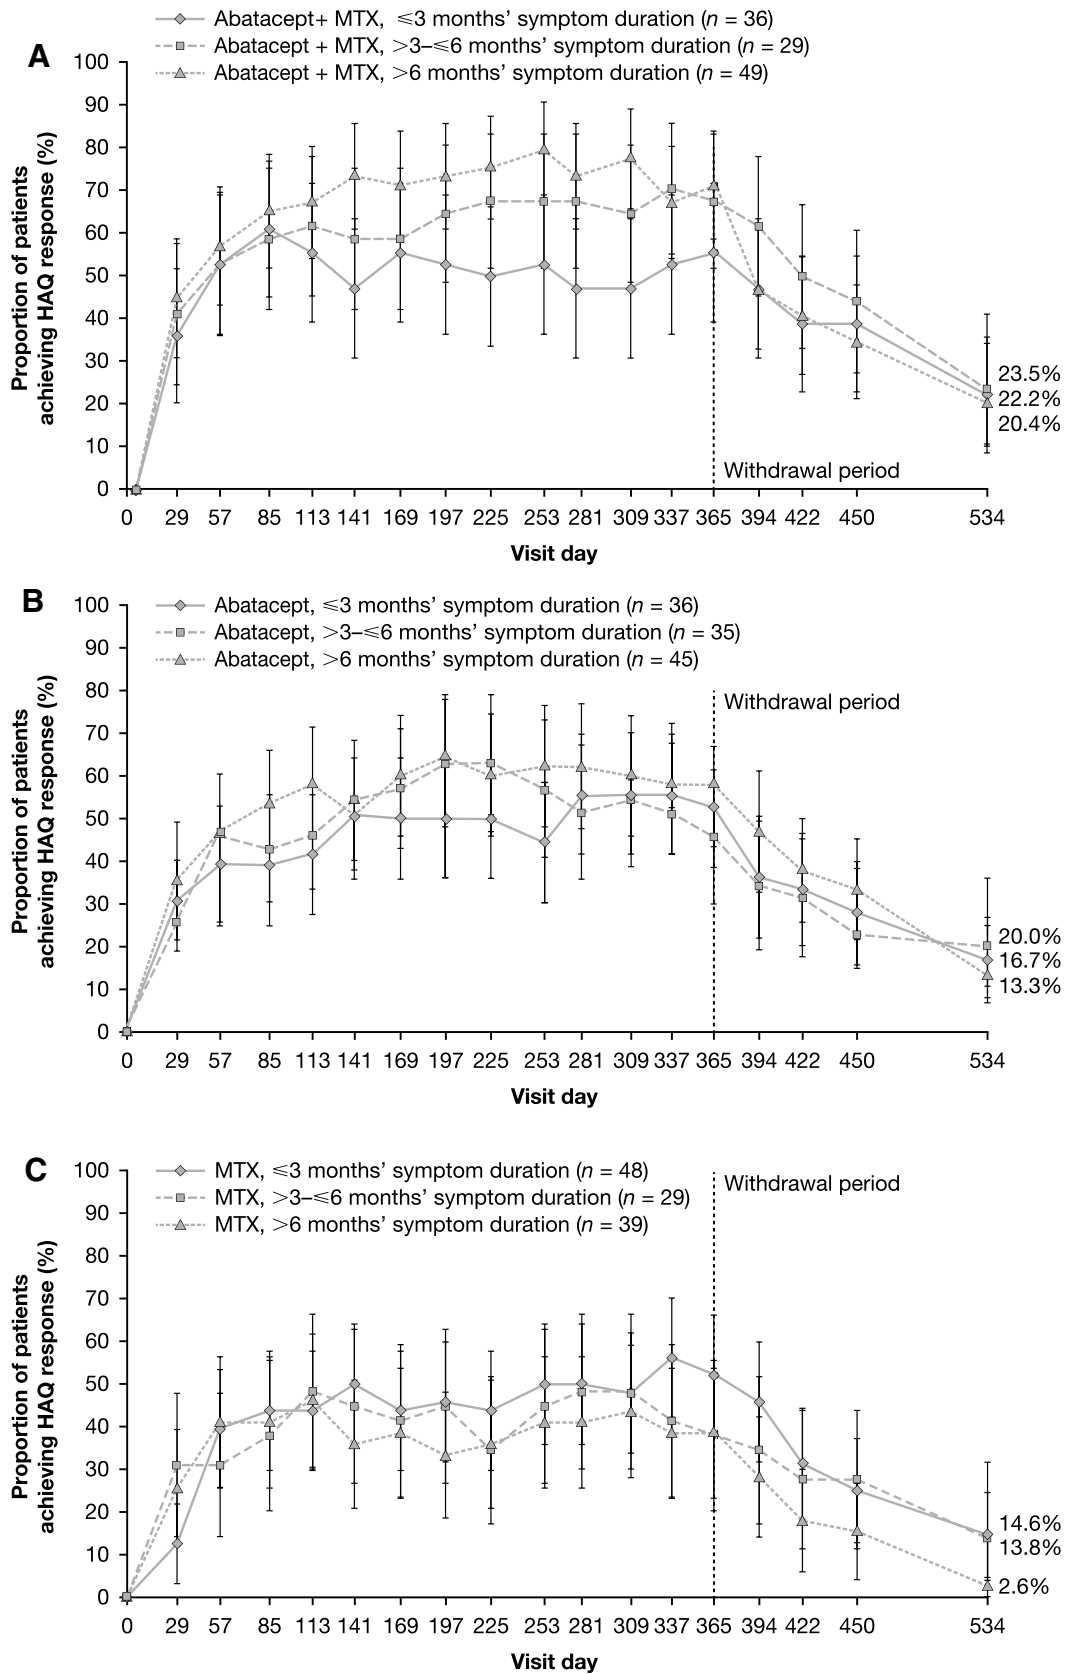 A
Abatacept+ MTX, ⩽3 months’ symptom duration (n = 36)
Abatacept + MTX, >3–⩽6 months’ symptom duration (n = 29)
Abatacept + MTX, >6 months’ symptom duration (n = 49)
Proportion of patients
achieving HAQ response (%)
100
90
80
70
60
50
40
30
20
10
0
23.5%
22.2%
20.4%
Withdrawal period
0 29 57 85 113 141 169 197 225 253 281 309 337 365 394 422 450 534
Visit day
B
Abatacept, ⩽3 months’ symptom duration (n = 36)
Abatacept, >3–⩽6 months’ symptom duration (n = 35)
Abatacept, >6 months’ symptom duration (n = 45)
Proportion of patients
achieving HAQ response (%)
100
90
80
70
60
50
40
30
20
10
0
Withdrawal period
20.0%
16.7%
13.3%
0 29 57 85 113 141 169 197 225 253 281 309 337 365 394 422 450 534
Visit day
C
MTX, ⩽3 months’ symptom duration (n = 48)
MTX, >3–⩽6 months’ symptom duration (n = 29)
MTX, >6 months’ symptom duration (n = 39)
Proportion of patients
achieving HAQ response (%)
100
90
80
70
60
50
40
30
20
10
0
Withdrawal period
14.6%
13.8%
2.6%
0 29 57 85 113 141 169 197 225 253 281 309 337 365 394 422 450 534
Visit day